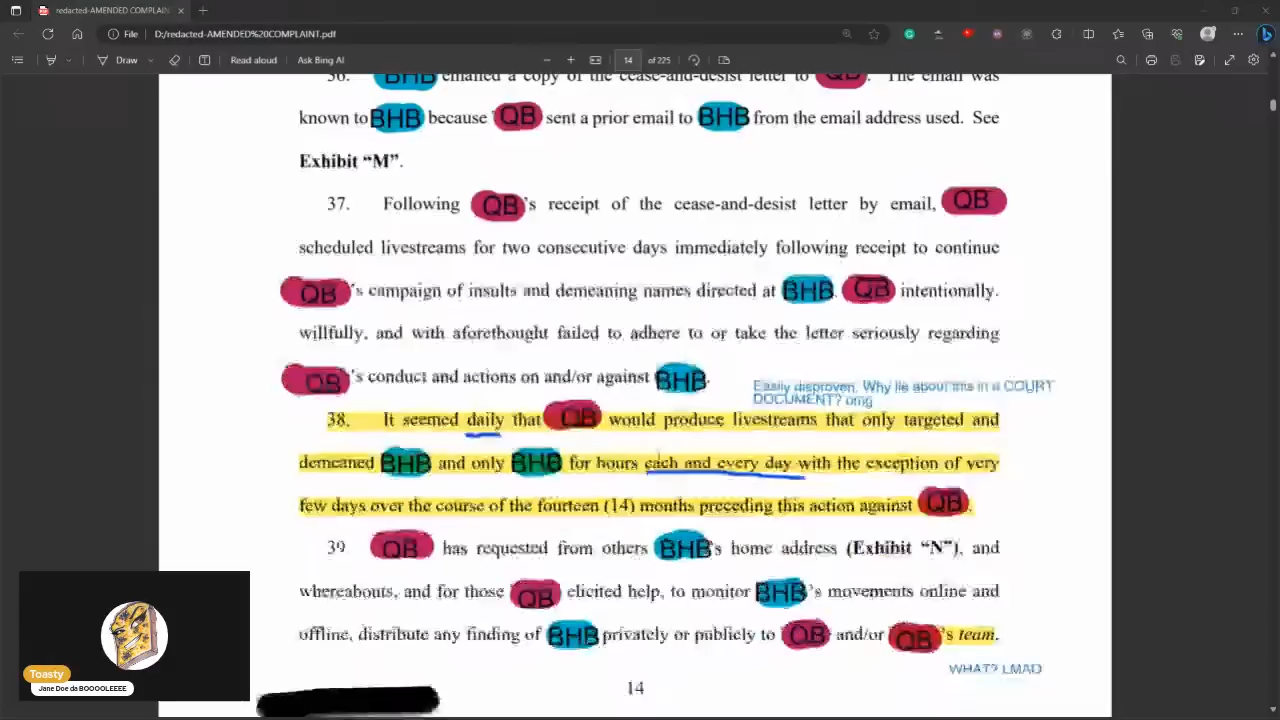 redacted-AMENDED COMPLAINT.pdf
File D:/redacted-AMENDED%20COMPLAINT.pdf
Draw Read aloud Ask Bing AI 14 of 225
36. BHB emailed a copy of the cease-and-desist letter to QB. The email was
known to BHB because QB sent a prior email to BHB from the email address used. See
Exhibit “M”.
37. Following QB's receipt of the cease-and-desist letter by email, QB
scheduled livestreams for two consecutive days immediately following receipt to continue
QB's campaign of insults and demeaning names directed at BHB. QB intentionally.
willfully, and with aforethought failed to adhere to or take the letter seriously regarding
QB's conduct and actions on and/or against BHB.
Easily disproven. Why lie about this in a COURT
DOCUMENT? omg
38. It seemed daily that QB would produce livestreams that only targeted and
demeaned BHB and only BHB for hours each and every day with the exception of very
few days over the course of the fourteen (14) months preceding this action against QB.
39 QB has requested from others BHB's home address (Exhibit “N”), and
whereabouts, and for those QB elicited help, to monitor BHB's movements online and
offline, distribute any finding of BHB privately or publicly to QB and/or QB's team.
WHAT? LMAO
14
Toasty
Jane Doe da BOOOOLEEEE